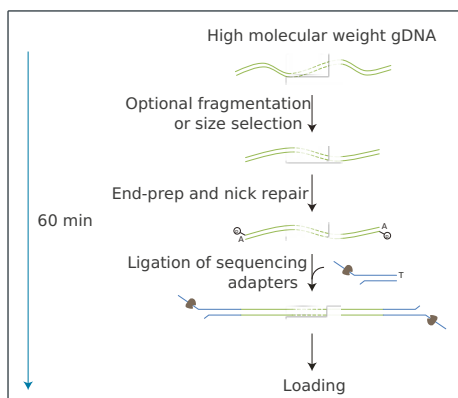 High molecular weight gDNA
Optional fragmentation
or size selection
60 min
End-prep and nick repair
P
A
A
P
Ligation of sequencing
adapters
T
Loading